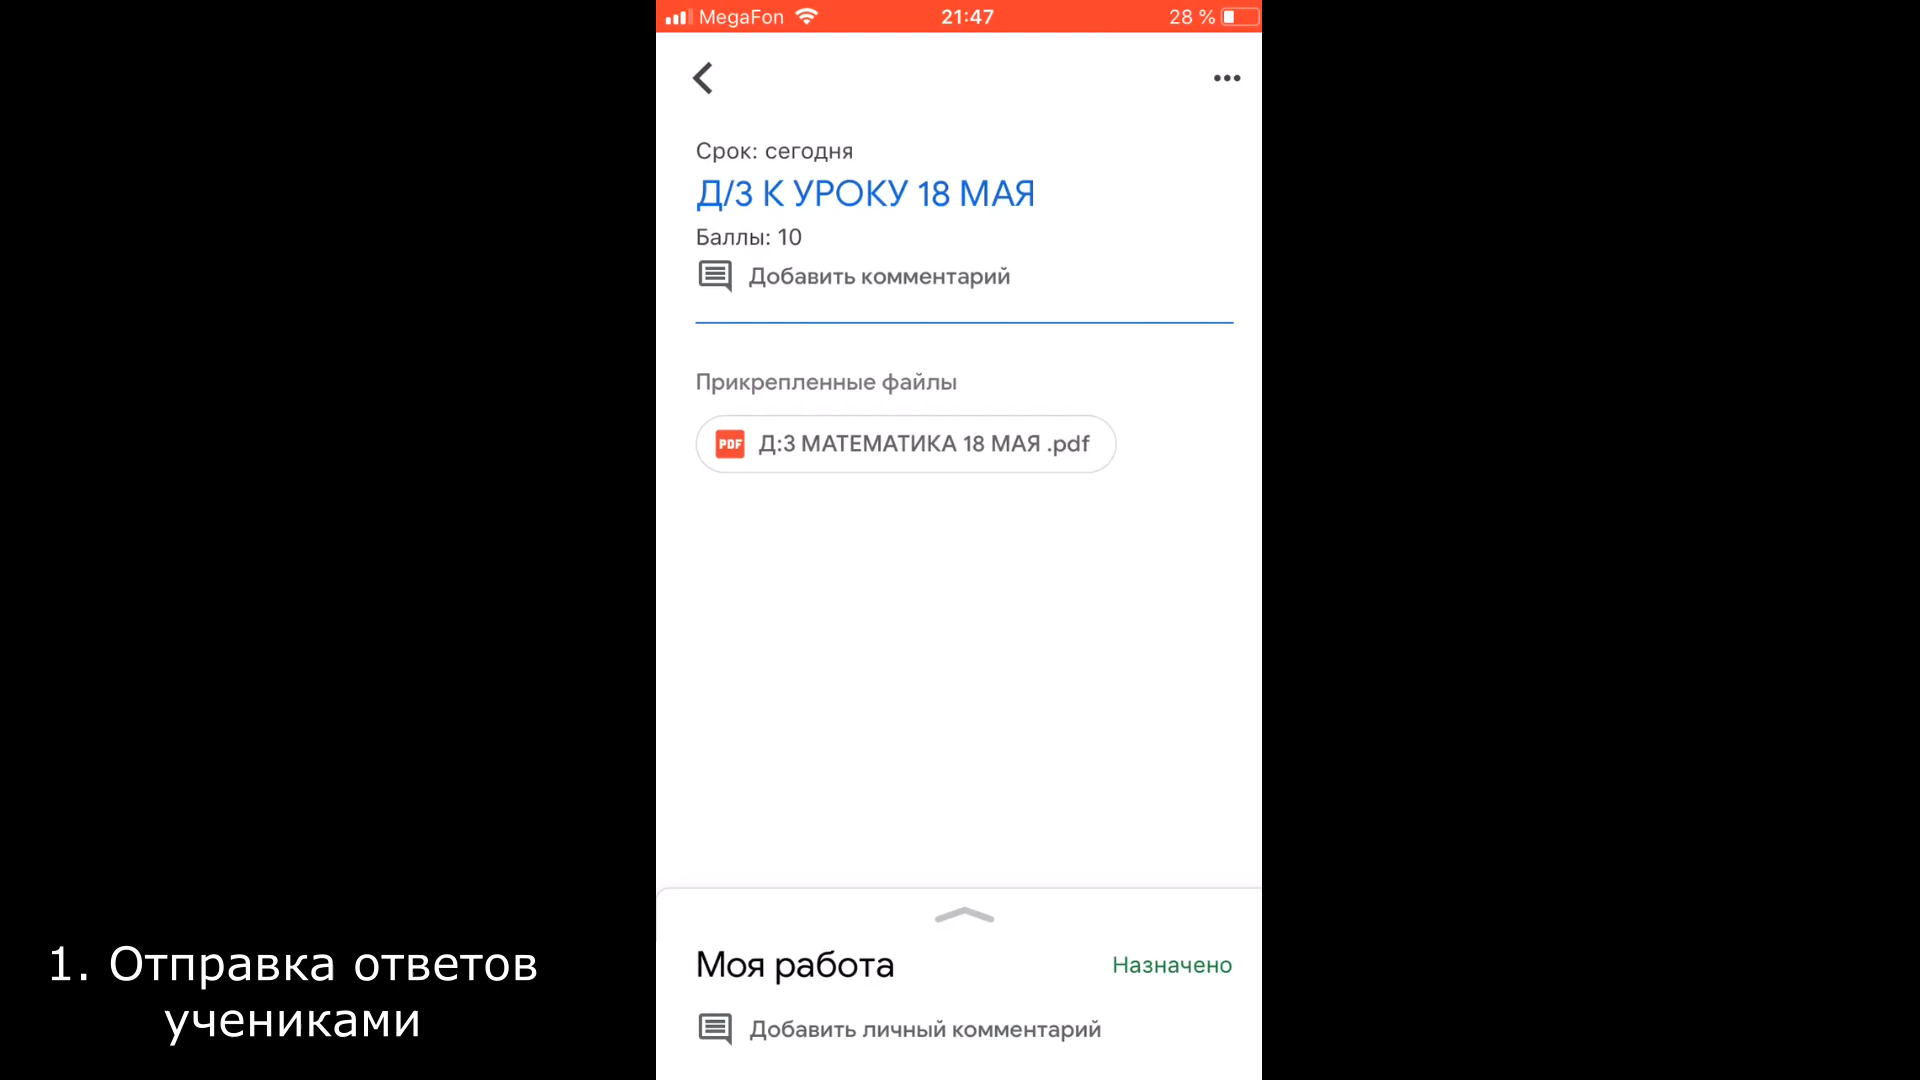 MegaFon 21:47 28 %
Срок: сегодня
Д/З К УРОКУ 18 МАЯ
Баллы: 10
Добавить комментарий
Прикрепленные файлы
PDF Д:З МАТЕМАТИКА 18 МАЯ .pdf
Моя работа Назначено
Добавить личный комментарий
1. Отправка ответов
учениками